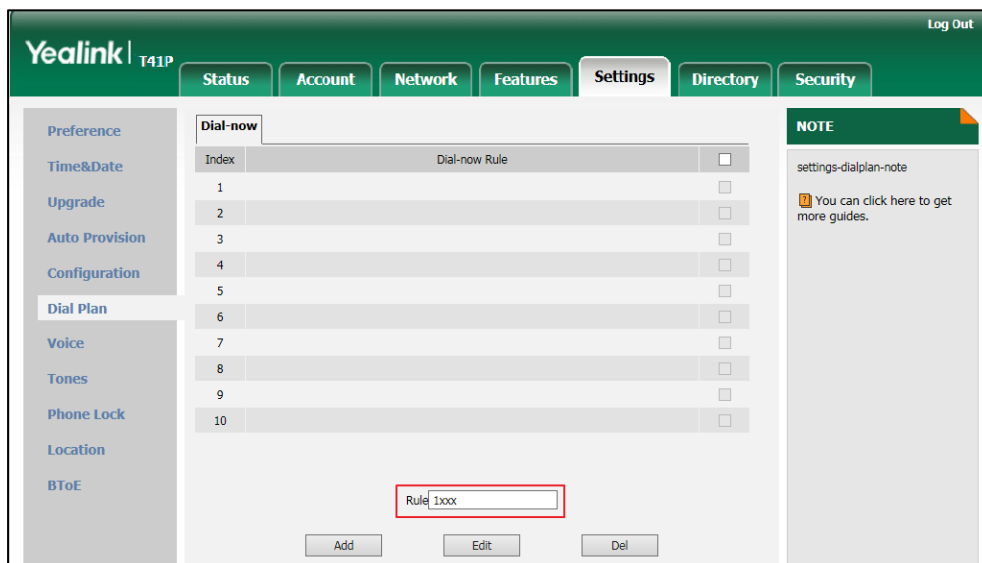 Log Out
Yealink T41P
Status Account Network Features Settings Directory Security
Preference
Time&Date
Upgrade
Auto Provision
Configuration
Dial Plan
Voice
Tones
Phone Lock
Location
BToE
Dial-now
Index Dial-now Rule
1
2
3
4
5
6
7
8
9
10
Rule 1xxx
Add Edit Del
NOTE
settings-dialplan-note
You can click here to get
more guides.